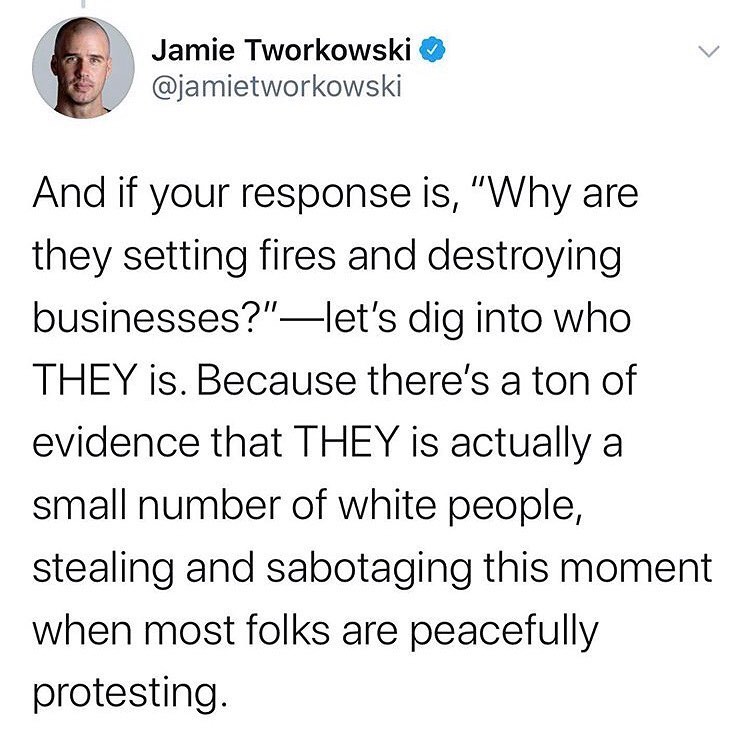 Jamie Tworkowski
@jamietworkowski
And if your response is, "Why are
they setting fires and destroying
businesses?"—let's dig into who
THEY is. Because there's a ton of
evidence that THEY is actually a
small number of white people,
stealing and sabotaging this moment
when most folks are peacefully
protesting.